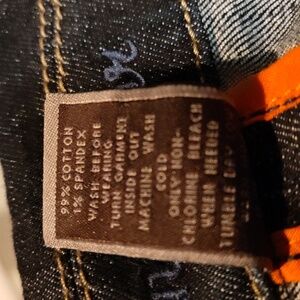 99% COTTON
1% SPANDEX
WASH BEFORE
WEARING
TURN GARMENT
INSIDE OUT
MACHINE WASH
COLD
ONLY NON-
CHLORINE BLEACH
WHEN NEEDED
TUMBLE DRY